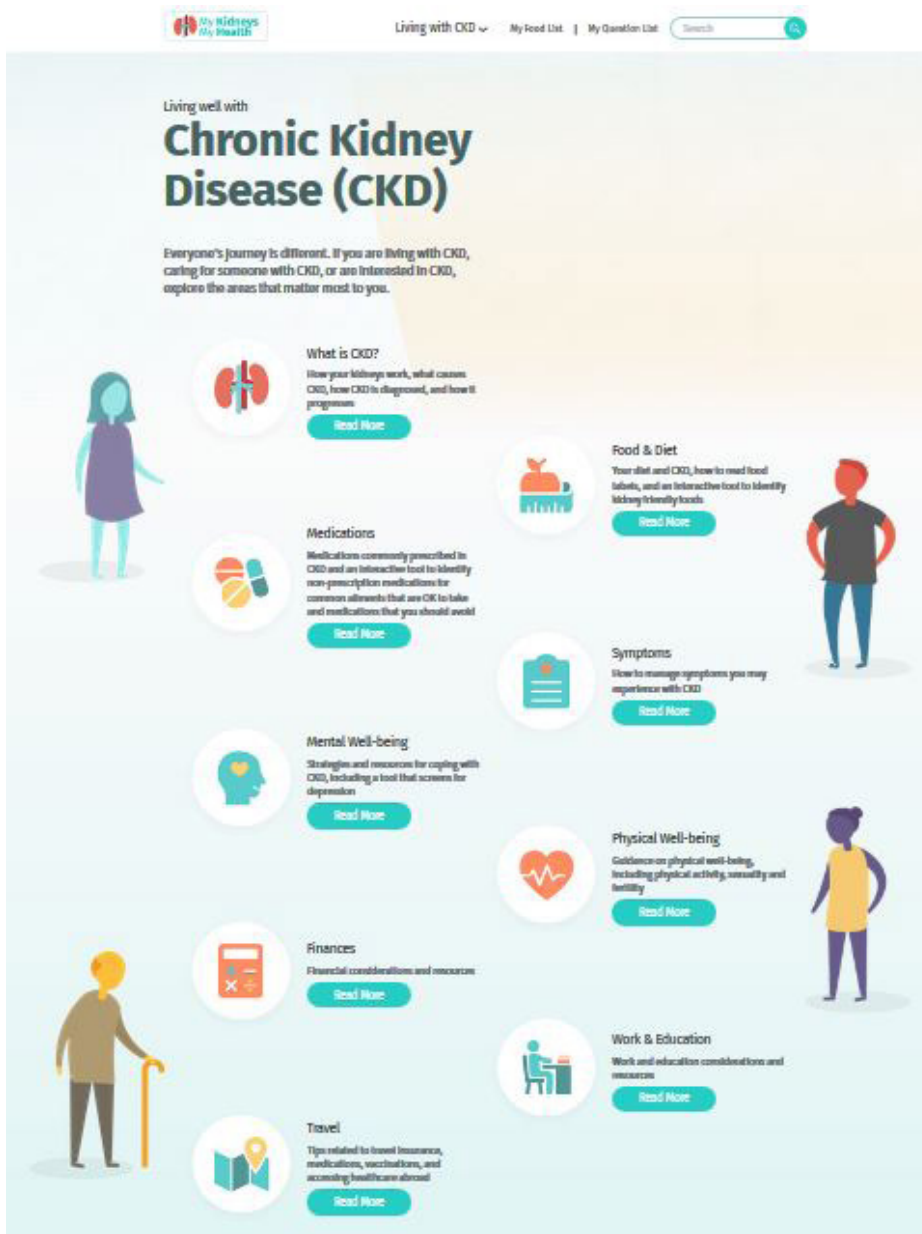 My Kidneys
My Health
Living with CKD
My Food List | My Question List
Search
Living well with
Chronic Kidney
Disease (CKD)
Everyone's journey is different. If you are living with CKD,
caring for someone with CKD, or are interested in CKD,
explore the areas that matter most to you.
What is CKD?
How your kidneys work, what causes
CKD, how CKD is diagnosed, and how it
progresses
Read More
Food & Diet
Your diet and CKD, how to read food
labels, and an interactive tool to identify
kidney friendly foods
Read More
Medications
Medications commonly prescribed in
CKD and an interactive tool to identify
non-prescription medications for
common ailments that are OK to take
and medications that you should avoid
Read More
Symptoms
How to manage symptoms you may
experience with CKD
Read More
Mental Well-being
Strategies and resources for coping with
CKD, including a tool that screens for
depression
Read More
Physical Well-being
Guidance on physical well-being,
including physical activity, sexuality and
fertility
Read More
Finances
Financial considerations and resources
Read More
Work & Education
Work and education considerations and
resources
Read More
Travel
Tips related to travel insurance,
medications, vaccinations, and
accessing healthcare abroad
Read More